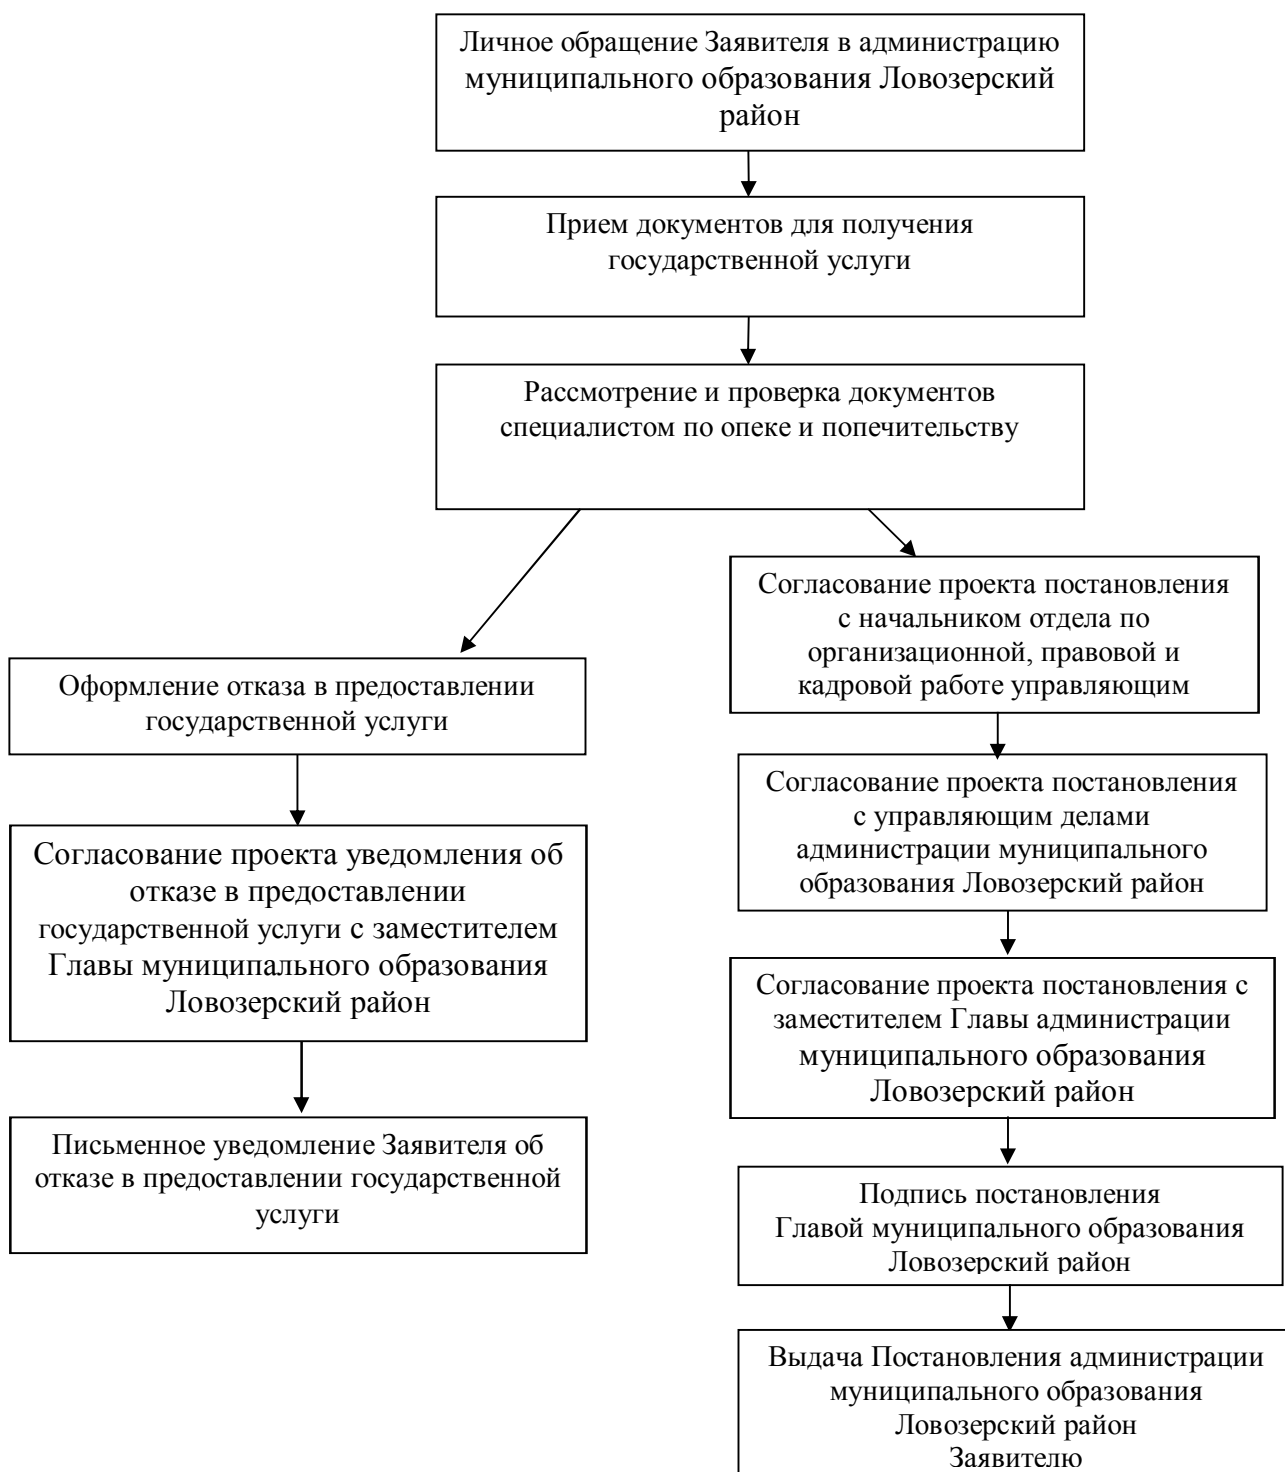 Личное обращение Заявителя в администрацию
муниципального образования Ловозерский
район
Прием документов для получения
государственной услуги
Рассмотрение и проверка документов
специалистом по опеке и попечительству
Оформление отказа в предоставлении
государственной услуги
Согласование проекта уведомления об
отказе в предоставлении
государственной услуги с заместителем
Главы муниципального образования
Ловозерский район
Письменное уведомление Заявителя об
отказе в предоставлении государственной
услуги
Согласование проекта постановления
с начальником отдела по
организационной, правовой и
кадровой работе управляющим
Согласование проекта постановления
с управляющим делами
администрации муниципального
образования Ловозерский район
Согласование проекта постановления с
заместителем Главы администрации
муниципального образования
Ловозерский район
Подпись постановления
Главой муниципального образования
Ловозерский район
Выдача Постановления администрации
муниципального образования
Ловозерский район
Заявителю